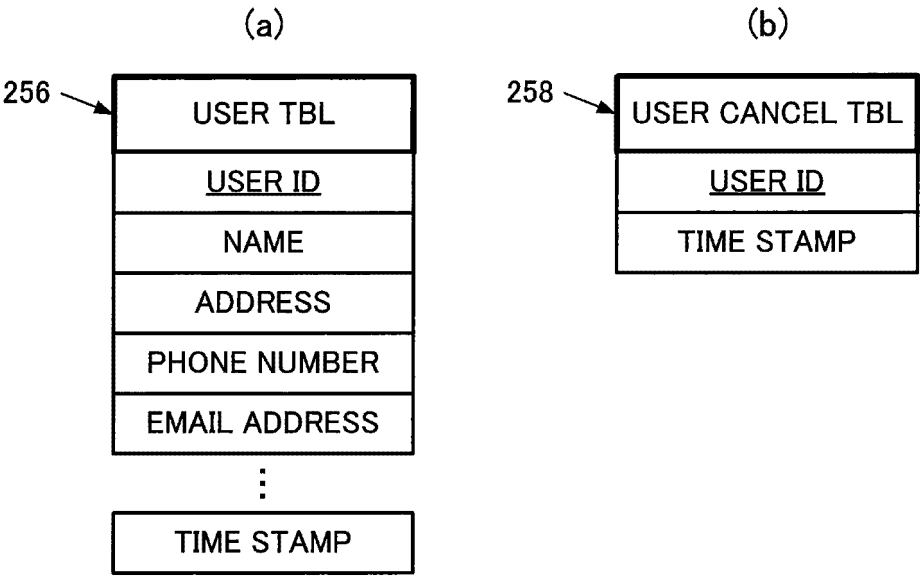 (a)
256
USER TBL
USER ID
NAME
ADDRESS
PHONE NUMBER
EMAIL ADDRESS
⋮
TIME STAMP
(b)
258
USER CANCEL TBL
USER ID
TIME STAMP